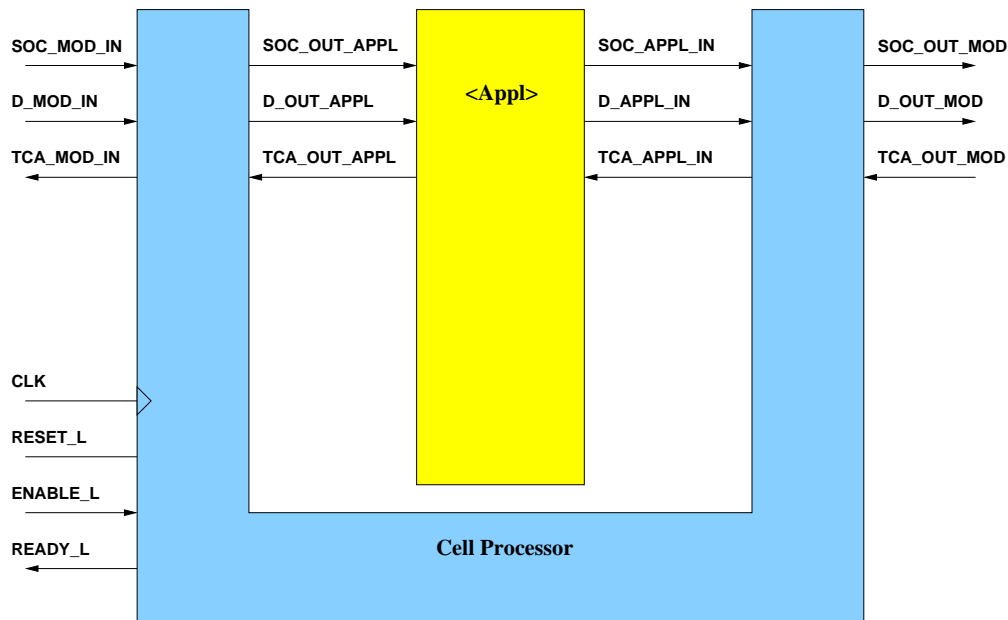 SOC_MOD_IN
SOC_OUT_APPL
SOC_APPL_IN
SOC_OUT_MOD
D_MOD_IN
D_OUT_APPL
<Appl>
D_APPL_IN
D_OUT_MOD
TCA_MOD_IN
TCA_OUT_APPL
TCA_APPL_IN
TCA_OUT_MOD
CLK
RESET_L
ENABLE_L
READY_L
Cell Processor